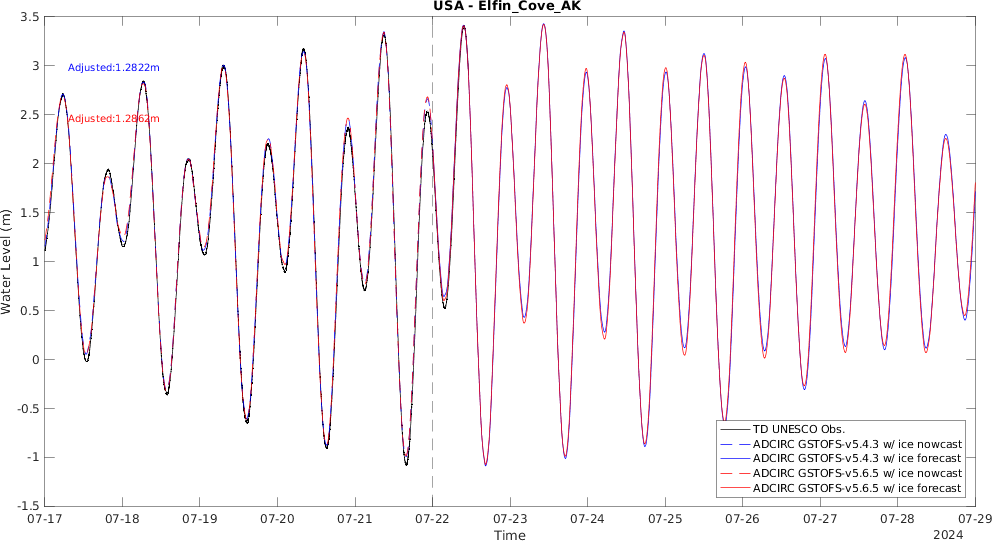 USA - Elfin_Cove_AK
3.5
3
2.5
2
1.5
1
0.5
0
-0.5
-1
-1.5
Water Level (m)
Adjusted:1.2822m
Adjusted:1.2862m
TD UNESCO Obs.
ADCIRC GSTOFS-v5.4.3 w/ ice nowcast
ADCIRC GSTOFS-v5.4.3 w/ ice forecast
ADCIRC GSTOFS-v5.6.5 w/ ice nowcast
ADCIRC GSTOFS-v5.6.5 w/ ice forecast
07-17 07-18 07-19 07-20 07-21 07-22 07-23 07-24 07-25 07-26 07-27 07-28 07-29
Time
2024